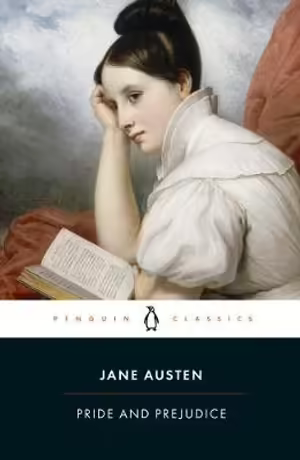 PENGUIN CLASSICS
JANE AUSTEN
PRIDE AND PREJUDICE